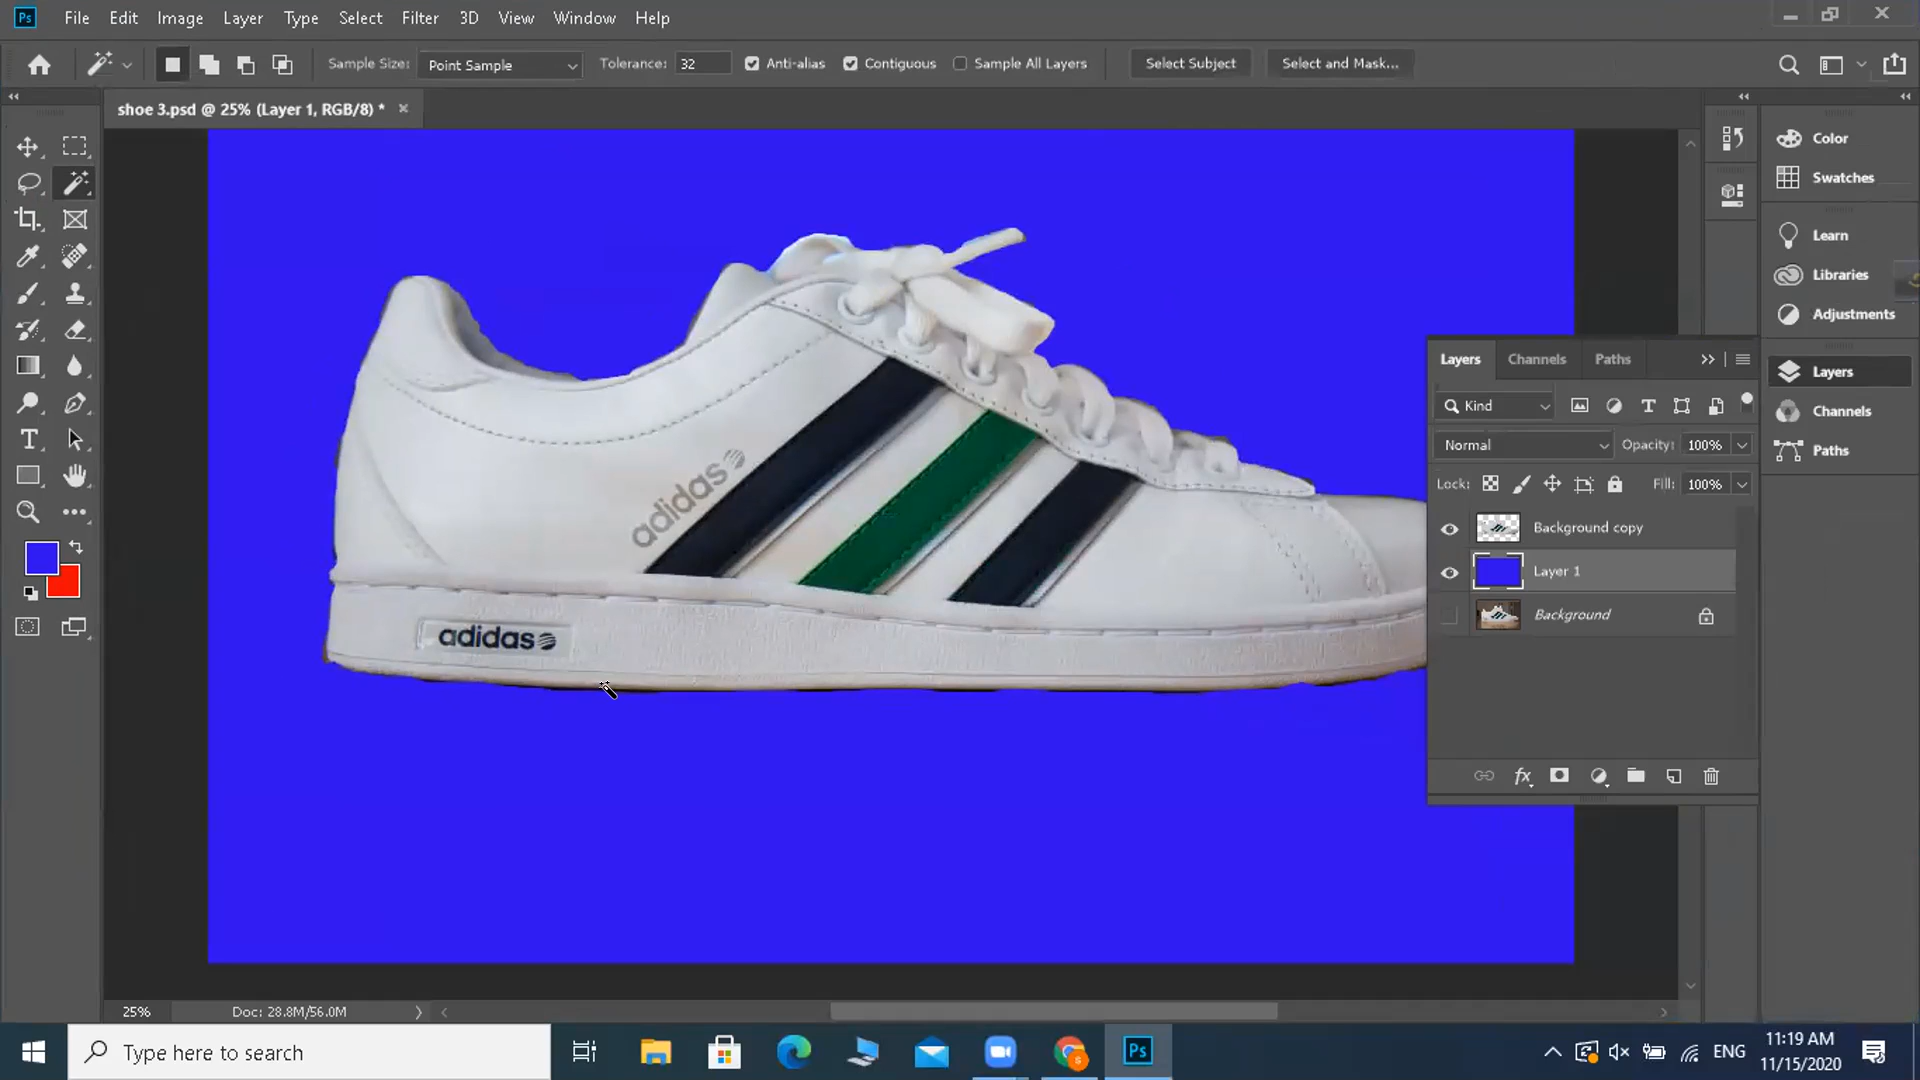 Ps File Edit Image Layer Type Select Filter 3D View Window Help
Sample Size: Point Sample Tolerance: 32 Anti-alias Contiguous Sample All Layers Select Subject Select and Mask...
shoe 3.psd @ 25% (Layer 1, RGB/8) * ×
Color
Swatches
Learn
Libraries
Adjustments
Layers
Channels
Paths
Layers Channels Paths
Kind
Normal Opacity: 100%
Lock: Fill: 100%
Background copy
Layer 1
Background
fx
adidas
adidas
25% Doc: 28.8M/56.0M
Type here to search
Ps
ENG
11:19 AM
11/15/2020